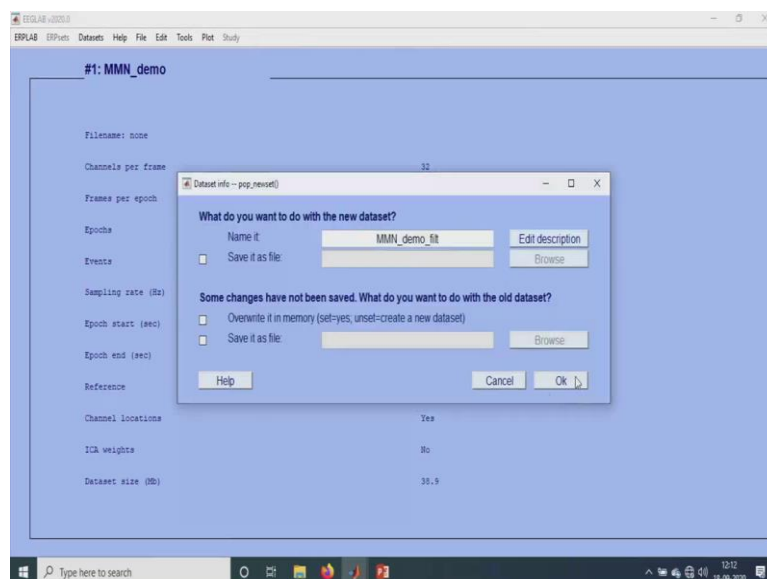 EEGLAB v2020.0
ERPLAB ERPsets Datasets Help File Edit Tools Plot Study
#1: MMN_demo
Filename: none
Channels per frame 32
Frames per epoch
Epochs
Events
Sampling rate (Hz)
Epoch start (sec)
Epoch end (sec)
Reference
Channel locations Yes
ICA weights No
Dataset size (Mb) 38.9
Dataset info -- pop_newset()
What do you want to do with the new dataset?
Name it: MMN_demo_filt Edit description
Save it as file: Browse
Some changes have not been saved. What do you want to do with the old dataset?
Overwrite it in memory (set=yes; unset=create a new dataset)
Save it as file: Browse
Help Cancel Ok
Type here to search
12:12
18-09-2020